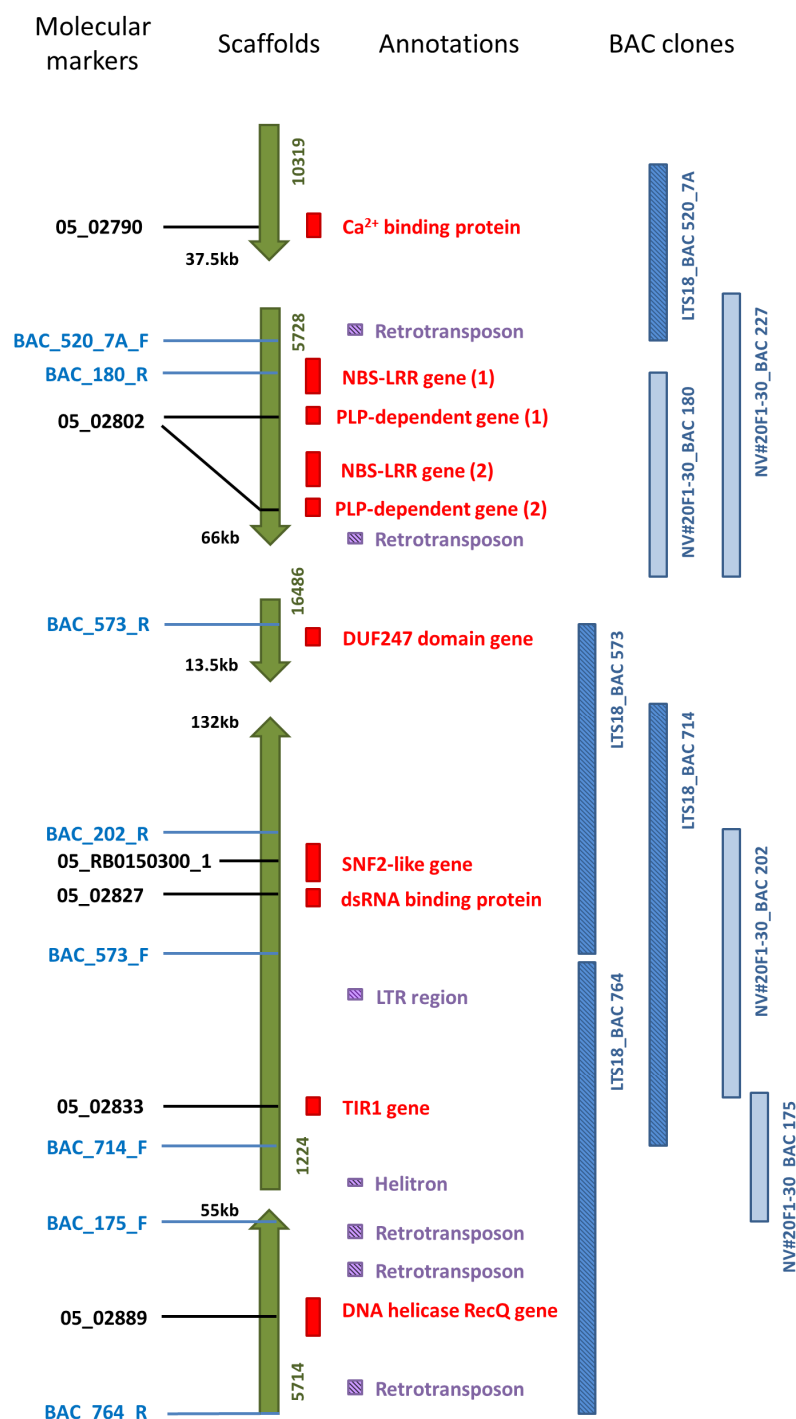 Molecular
markers
Scaffolds
Annotations
BAC clones
10319
05_02790
Ca²⁺ binding protein
37.5kb
LTS18_BAC 520_7A
5728
Retrotransposon
BAC_520_7A_F
BAC_180_R
NBS-LRR gene (1)
NV#20F1-30_BAC 227
05_02802
PLP-dependent gene (1)
NBS-LRR gene (2)
NV#20F1-30_BAC 180
PLP-dependent gene (2)
66kb
Retrotransposon
16486
BAC_573_R
DUF247 domain gene
13.5kb
LTS18_BAC 573
132kb
LTS18_BAC 714
BAC_202_R
05_RB0150300_1
SNF2-like gene
05_02827
dsRNA binding protein
NV#20F1-30_BAC 202
BAC_573_F
LTR region
LTS18_BAC 764
05_02833
TIR1 gene
BAC_714_F
1224
Helitron
NV#20F1-30 BAC 175
55kb
BAC_175_F
Retrotransposon
Retrotransposon
05_02889
DNA helicase RecQ gene
5714
Retrotransposon
BAC_764_R